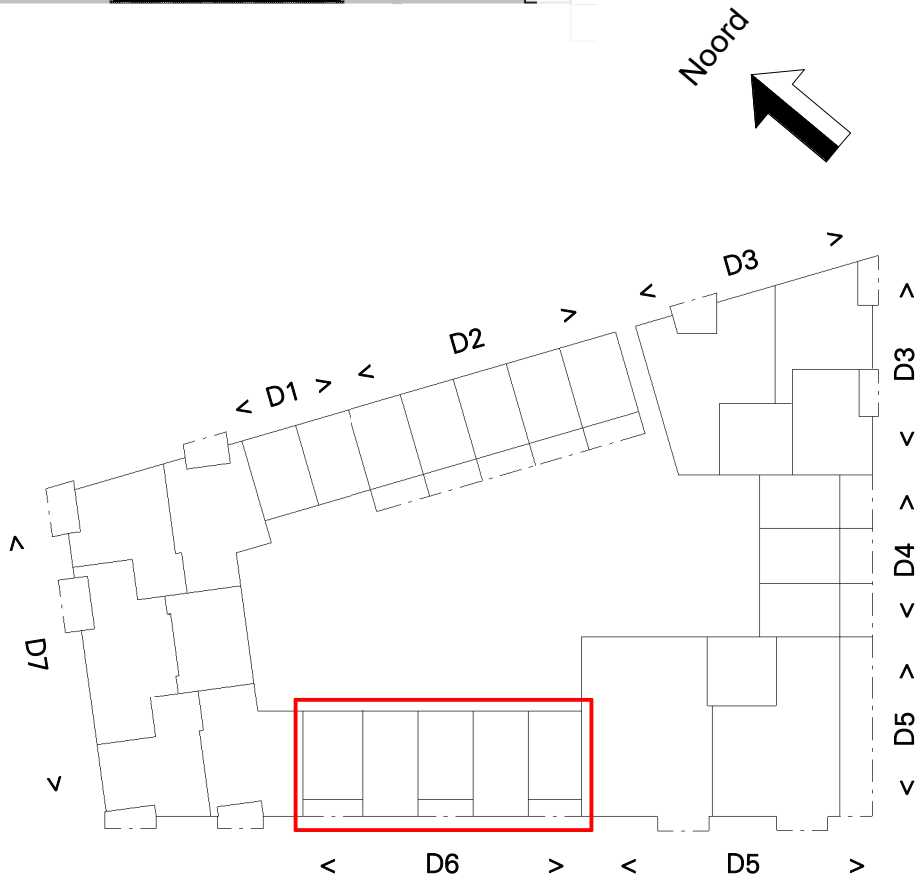 Noord
< D3 >
< D2 >
< D1 >
< D3 >
< D4 >
< D7 >
< D5 >
< D6 >
< D5 >